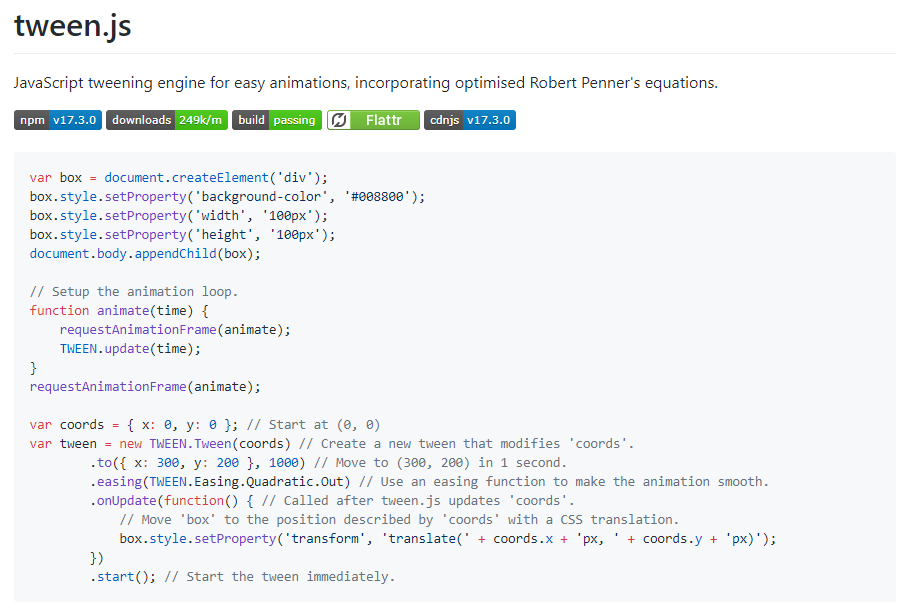 tween.js
JavaScript tweening engine for easy animations, incorporating optimised Robert Penner's equations.
npm v17.3.0 downloads 249k/m build passing Flattr cdnjs v17.3.0
var box = document.createElement('div');
box.style.setProperty('background-color', '#008800');
box.style.setProperty('width', '100px');
box.style.setProperty('height', '100px');
document.body.appendChild(box);
// Setup the animation loop.
function animate(time) {
    requestAnimationFrame(animate);
    TWEEN.update(time);
}
requestAnimationFrame(animate);
var coords = { x: 0, y: 0 }; // Start at (0, 0)
var tween = new TWEEN.Tween(coords) // Create a new tween that modifies 'coords'.
        .to({ x: 300, y: 200 }, 1000) // Move to (300, 200) in 1 second.
        .easing(TWEEN.Easing.Quadratic.Out) // Use an easing function to make the animation smooth.
        .onUpdate(function() { // Called after tween.js updates 'coords'.
            // Move 'box' to the position described by 'coords' with a CSS translation.
            box.style.setProperty('transform', 'translate(' + coords.x + 'px, ' + coords.y + 'px)');
        })
        .start(); // Start the tween immediately.